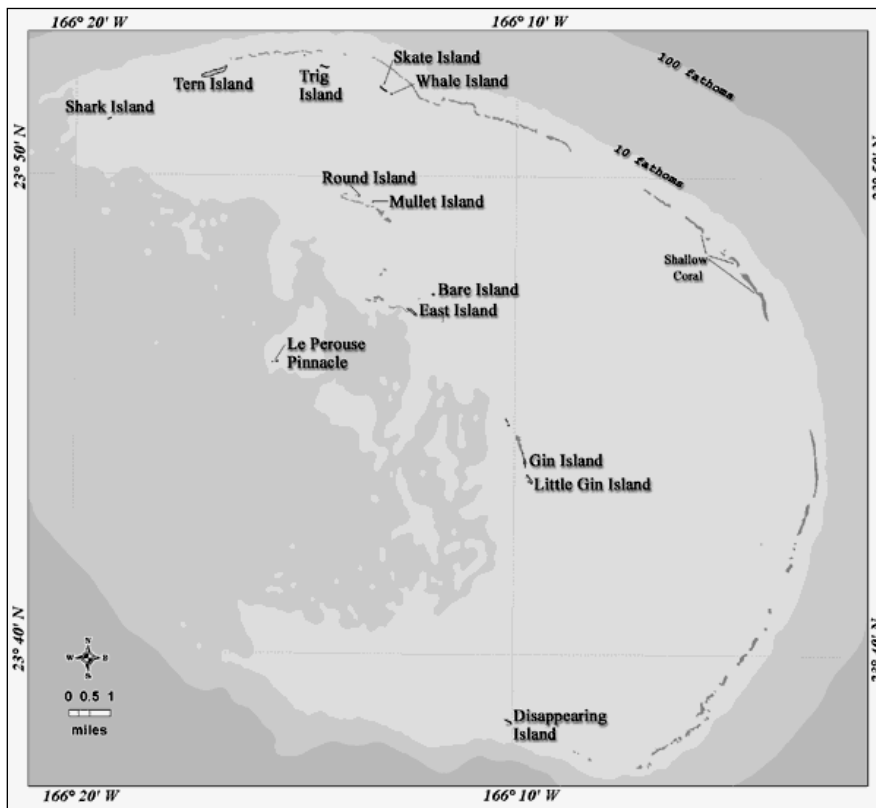 166° 20' W
166° 10' W
Skate Island
Whale Island
100 fathoms
Tern Island
Trig
Island
Shark Island
23° 50' N
10 fathoms
Round Island
Mullet Island
Shallow
Coral
Bare Island
East Island
Le Perouse
Pinnacle
Gin Island
Little Gin Island
23° 40' N
23° 40' N
N
W
E
S
0 0.5 1
miles
Disappearing
Island
166° 20' W
166° 10' W